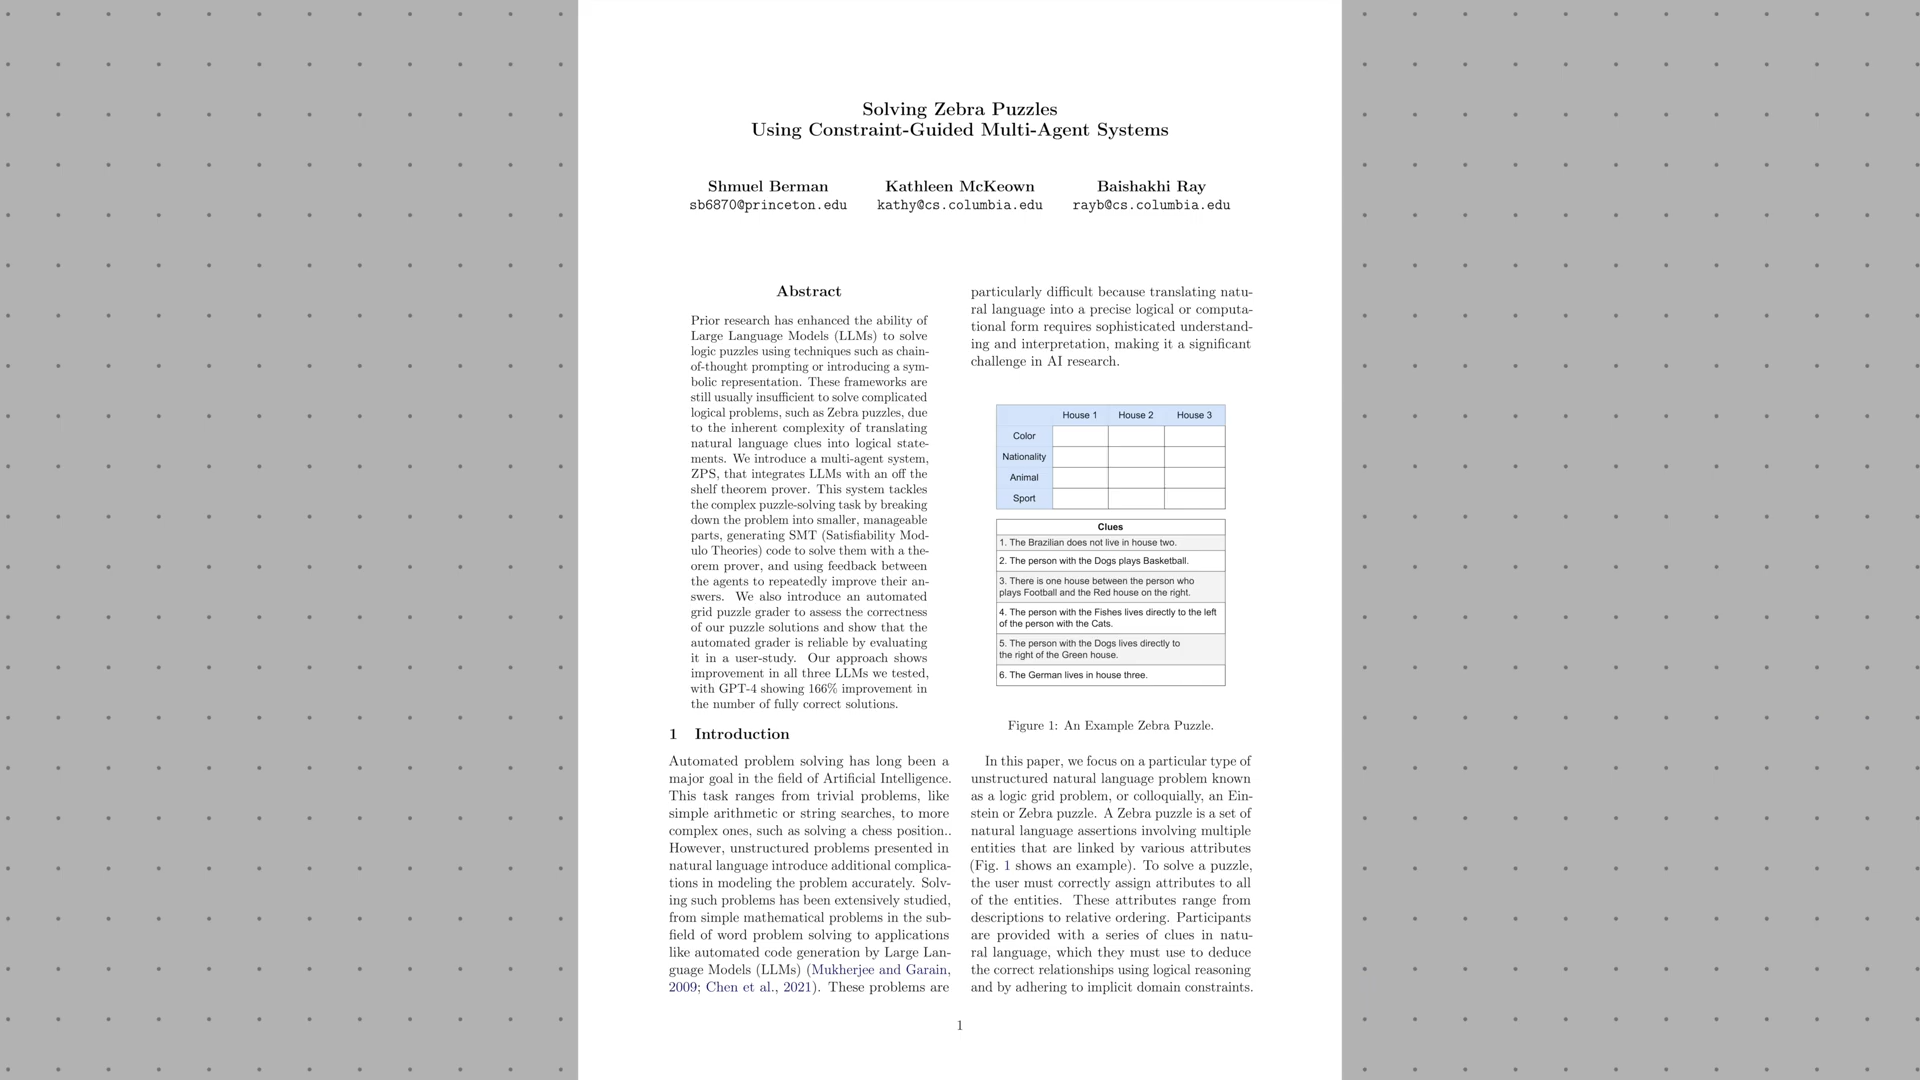 Solving Zebra Puzzles
Using Constraint-Guided Multi-Agent Systems
Shmuel Berman
sb6870@princeton.edu
Kathleen McKeown
kathy@cs.columbia.edu
Baishakhi Ray
rayb@cs.columbia.edu
Abstract
Prior research has enhanced the ability of
Large Language Models (LLMs) to solve
logic puzzles using techniques such as chain-
of-thought prompting or introducing a sym-
bolic representation. These frameworks are
still usually insufficient to solve complicated
logical problems, such as Zebra puzzles, due
to the inherent complexity of translating
natural language clues into logical state-
ments. We introduce a multi-agent system,
ZPS, that integrates LLMs with an off the
shelf theorem prover. This system tackles
the complex puzzle-solving task by breaking
down the problem into smaller, manageable
parts, generating SMT (Satisfiability Mod-
ulo Theories) code to solve them with a the-
orem prover, and using feedback between
the agents to repeatedly improve their an-
swers. We also introduce an automated
grid puzzle grader to assess the correctness
of our puzzle solutions and show that the
automated grader is reliable by evaluating
it in a user-study. Our approach shows
improvement in all three LLMs we tested,
with GPT-4 showing 166% improvement in
the number of fully correct solutions.
1 Introduction
Automated problem solving has long been a
major goal in the field of Artificial Intelligence.
This task ranges from trivial problems, like
simple arithmetic or string searches, to more
complex ones, such as solving a chess position..
However, unstructured problems presented in
natural language introduce additional complica-
tions in modeling the problem accurately. Solv-
ing such problems has been extensively studied,
from simple mathematical problems in the sub-
field of word problem solving to applications
like automated code generation by Large Lan-
guage Models (LLMs) (Mukherjee and Garain,
2009; Chen et al., 2021). These problems are
particularly difficult because translating natu-
ral language into a precise logical or computa-
tional form requires sophisticated understand-
ing and interpretation, making it a significant
challenge in AI research.
House 1 House 2 House 3
Color
Nationality
Animal
Sport
Clues
1. The Brazilian does not live in house two.
2. The person with the Dogs plays Basketball.
3. There is one house between the person who
plays Football and the Red house on the right.
4. The person with the Fishes lives directly to the left
of the person with the Cats.
5. The person with the Dogs lives directly to
the right of the Green house.
6. The German lives in house three.
Figure 1: An Example Zebra Puzzle.
In this paper, we focus on a particular type of
unstructured natural language problem known
as a logic grid problem, or colloquially, an Ein-
stein or Zebra puzzle. A Zebra puzzle is a set of
natural language assertions involving multiple
entities that are linked by various attributes
(Fig. 1 shows an example). To solve a puzzle,
the user must correctly assign attributes to all
of the entities. These attributes range from
descriptions to relative ordering. Participants
are provided with a series of clues in natu-
ral language, which they must use to deduce
the correct relationships using logical reasoning
and by adhering to implicit domain constraints.
1